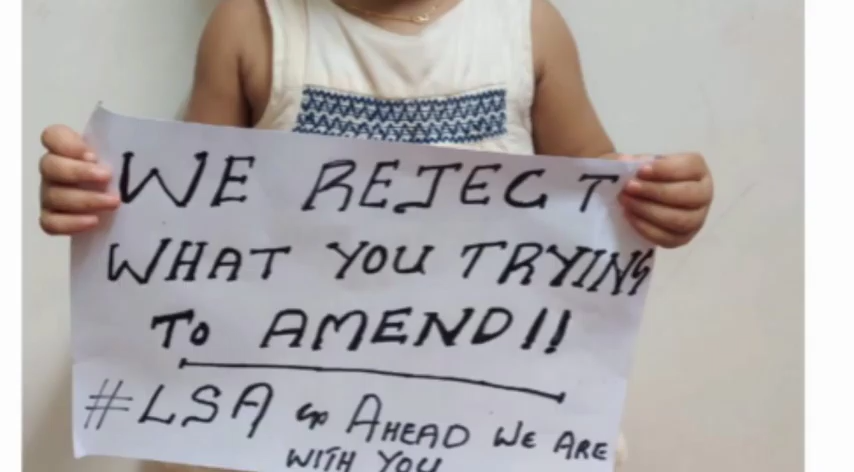 WE REJECT
WHAT YOU TRYING
TO AMEND!!
#LSA go AHEAD WE ARE
WITH YOU